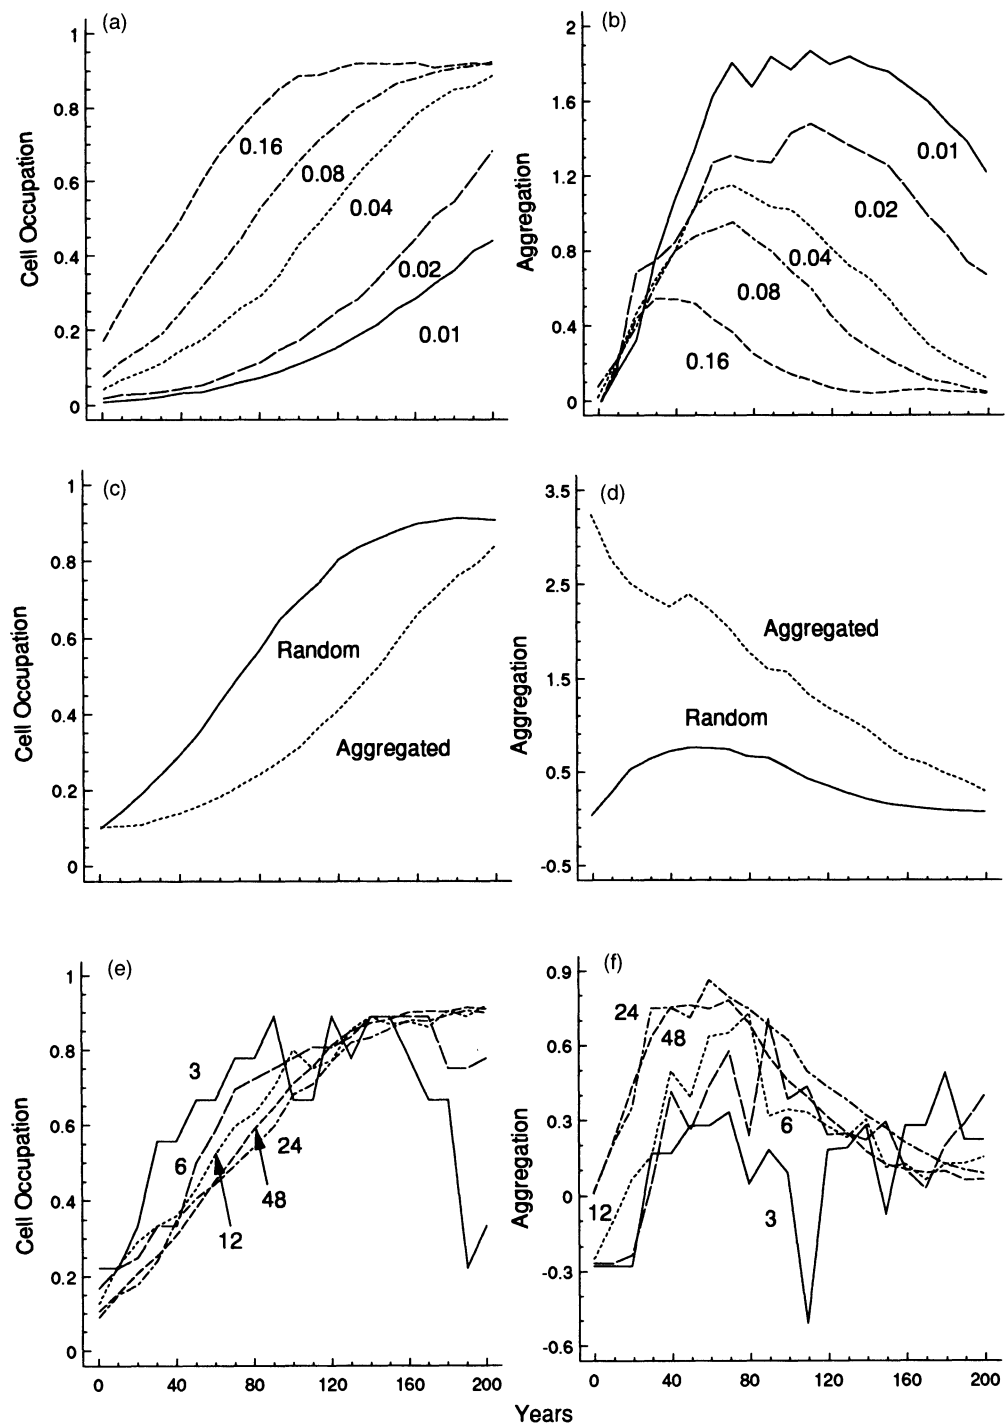 (a)
1
0.8
0.6
0.4
0.2
0
Cell Occupation
0.16
0.08
0.04
0.02
0.01
(b)
2
1.6
1.2
0.8
0.4
0
Aggregation
0.01
0.02
0.04
0.08
0.16
(c)
1
0.8
0.6
0.4
0.2
0
Cell Occupation
Random
Aggregated
(d)
3.5
2.5
1.5
0.5
-0.5
Aggregation
Aggregated
Random
(e)
1
0.8
0.6
0.4
0.2
0
Cell Occupation
3
6
24
48
12
0 40 80 120 160 200
(f)
0.9
0.6
0.3
0
-0.3
-0.6
Aggregation
24
48
6
12
3
0 40 80 120 160 200
Years